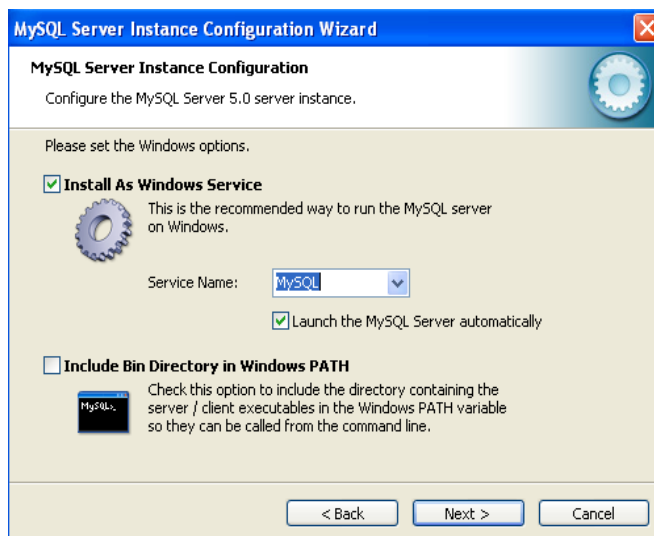 MySQL Server Instance Configuration Wizard
MySQL Server Instance Configuration
Configure the MySQL Server 5.0 server instance.
Please set the Windows options.
Install As Windows Service
This is the recommended way to run the MySQL server
on Windows.
Service Name: MySQL
Launch the MySQL Server automatically
Include Bin Directory in Windows PATH
Check this option to include the directory containing the
server / client executables in the Windows PATH variable
so they can be called from the command line.
MySQL>_
< Back Next > Cancel